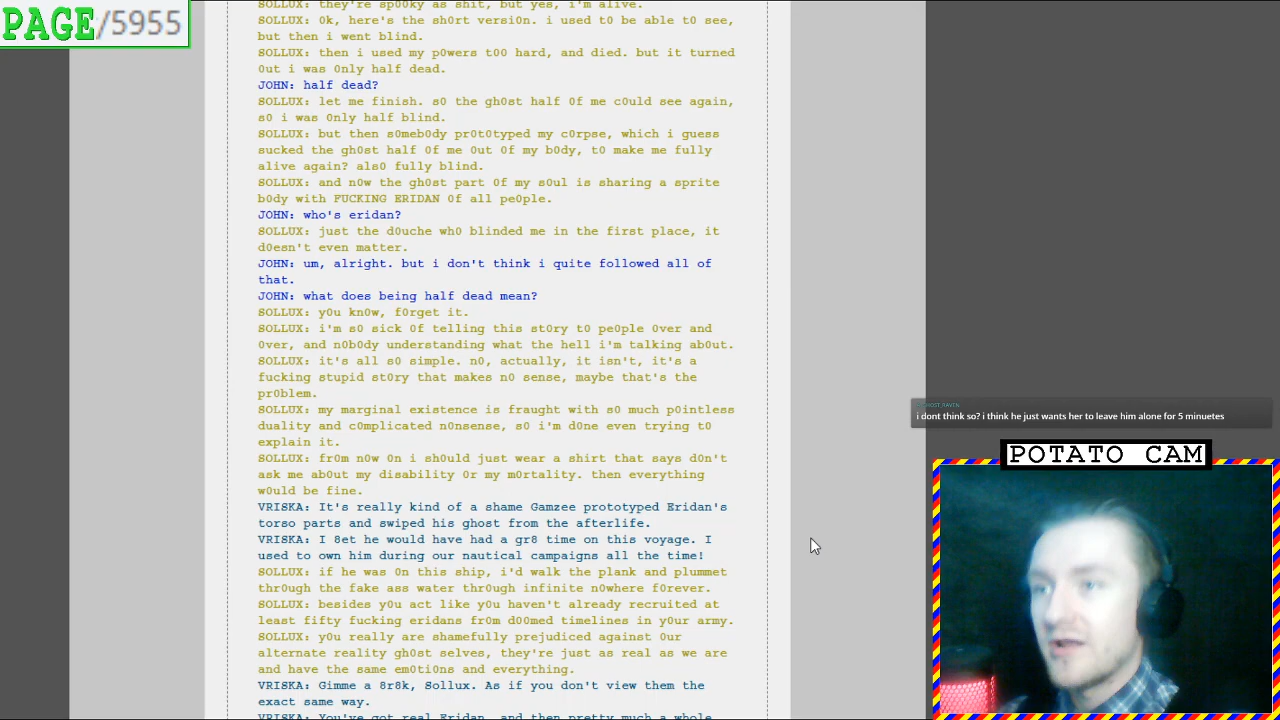 PAGE/5955
SOLLUX: they're sp00ky as shit, but yes, i'm alive.
SOLLUX: 0k, here's the sh0rt versi0n. i used t0 be able t0 see,
but then i went blind.
SOLLUX: then i used my p0wers t00 hard, and died. but it turned
0ut i was 0nly half dead.
JOHN: half dead?
SOLLUX: let me finish. s0 the gh0st half 0f me c0uld see again,
s0 i was 0nly half blind.
SOLLUX: but then s0meb0dy pr0t0typed my c0rpse, which i guess
sucked the gh0st half 0f me 0ut 0f my b0dy, t0 make me fully
alive again? als0 fully blind.
SOLLUX: and n0w the gh0st part 0f my s0ul is sharing a sprite
b0dy with FUCKING ERIDAN 0f all pe0ple.
JOHN: who's eridan?
SOLLUX: just the d0uche wh0 blinded me in the first place, it
d0esn't even matter.
JOHN: um, alright. but i don't think i quite followed all of
that.
JOHN: what does being half dead mean?
SOLLUX: y0u kn0w, f0rget it.
SOLLUX: i'm s0 sick 0f telling this st0ry t0 pe0ple 0ver and
0ver, and n0b0dy understanding what the hell i'm talking ab0ut.
SOLLUX: it's all s0 simple. n0, actually, it isn't, it's a
fucking stupid st0ry that makes n0 sense, maybe that's the
pr0blem.
SOLLUX: my marginal existence is fraught with s0 much p0intless
duality and c0mplicated n0nsense, s0 i'm d0ne even trying t0
explain it.
SOLLUX: fr0m n0w 0n i sh0uld just wear a shirt that says d0n't
ask me ab0ut my disability 0r my m0rtality. then everything
w0uld be fine.
VRISKA: It's really kind of a shame Gamzee prototyped Eridan's
torso parts and swiped his ghost from the afterlife.
VRISKA: I 8et he would have had a gr8 time on this voyage. I
used to own him during our nautical campaigns all the time!
SOLLUX: if he was 0n this ship, i'd walk the plank and plummet
thr0ugh the fake ass water thr0ugh infinite n0where f0rever.
SOLLUX: besides y0u act like y0u haven't already recruited at
least fifty fucking eridans fr0m d00med timelines in y0ur army.
SOLLUX: y0u really are shamefully prejudiced against 0ur
alternate reality gh0st selves, they're just as real as we are
and have the same em0ti0ns and everything.
VRISKA: Gimme a 8r8k, Sollux. As if you don't view them the
exact same way.
VRISKA: You've got real Eridan, and then pretty much a whole
GHOST_RAVEN
i dont think so? i think he just wants her to leave him alone for 5 minuetes
POTATO CAM